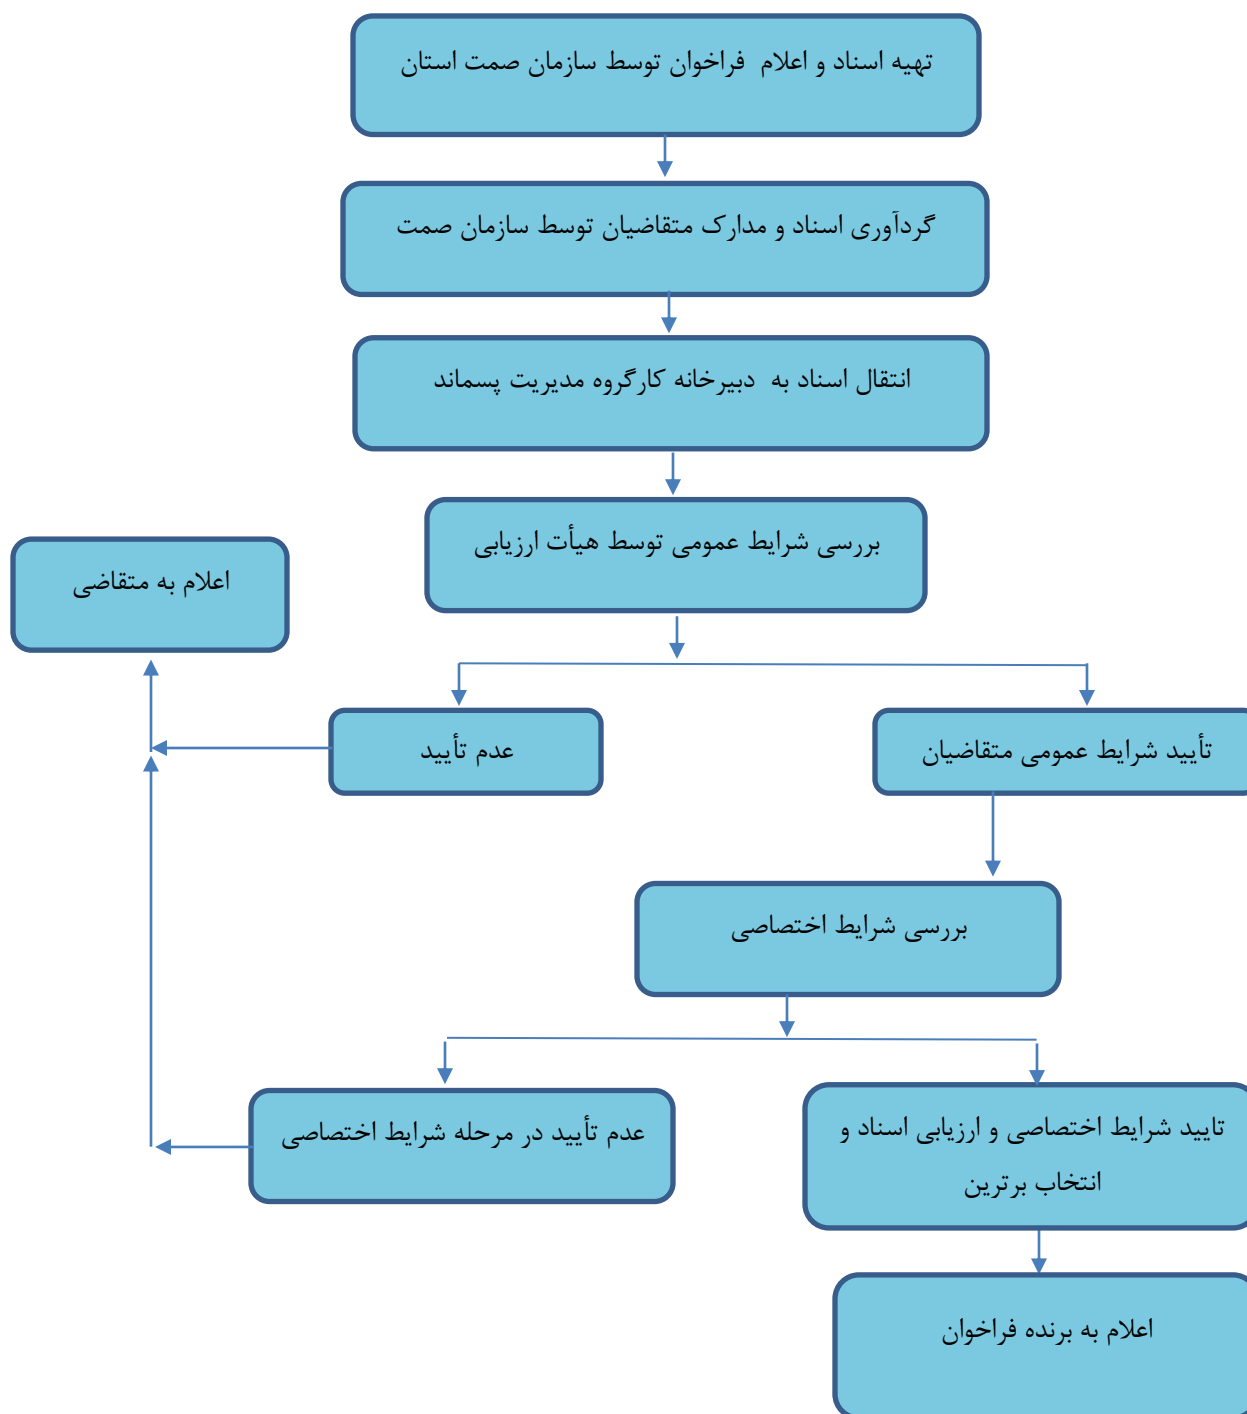 تهیه اسناد و اعلام فراخوان توسط سازمان صمت استان
گردآوری اسناد و مدارک متقاضیان توسط سازمان صمت
انتقال اسناد به دبیرخانه کارگروه مدیریت پسماند
بررسی شرایط عمومی توسط هیأت ارزیابی
اعلام به متقاضی
تأیید شرایط عمومی متقاضیان
عدم تأیید
بررسی شرایط اختصاصی
تایید شرایط اختصاصی و ارزیابی اسناد و
انتخاب برترین
عدم تأیید در مرحله شرایط اختصاصی
اعلام به برنده فراخوان